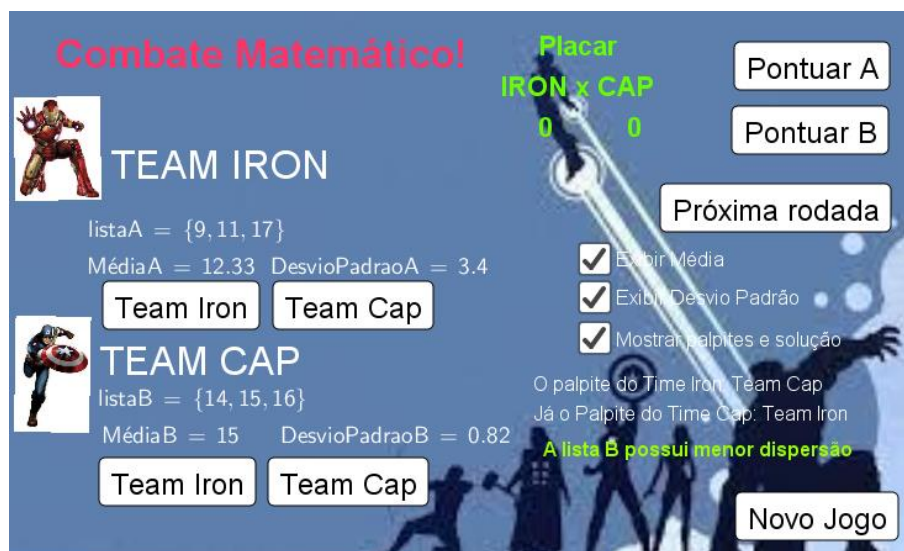 Combate Matemático!
Placar
IRON x CAP
0 0
Pontuar A
Pontuar B
Próxima rodada
TEAM IRON
listaA = {9, 11, 17}
MédiaA = 12.33 DesvioPadraoA = 3.4
Team Iron Team Cap
TEAM CAP
listaB = {14, 15, 16}
MédiaB = 15 DesvioPadraoB = 0.82
Team Iron Team Cap
Exibir Média
Exibir Desvio Padrão
Mostrar palpites e solução
O palpite do Time Iron: Team Cap
Já o Palpite do Time Cap: Team Iron
A lista B possui menor dispersão
Novo Jogo